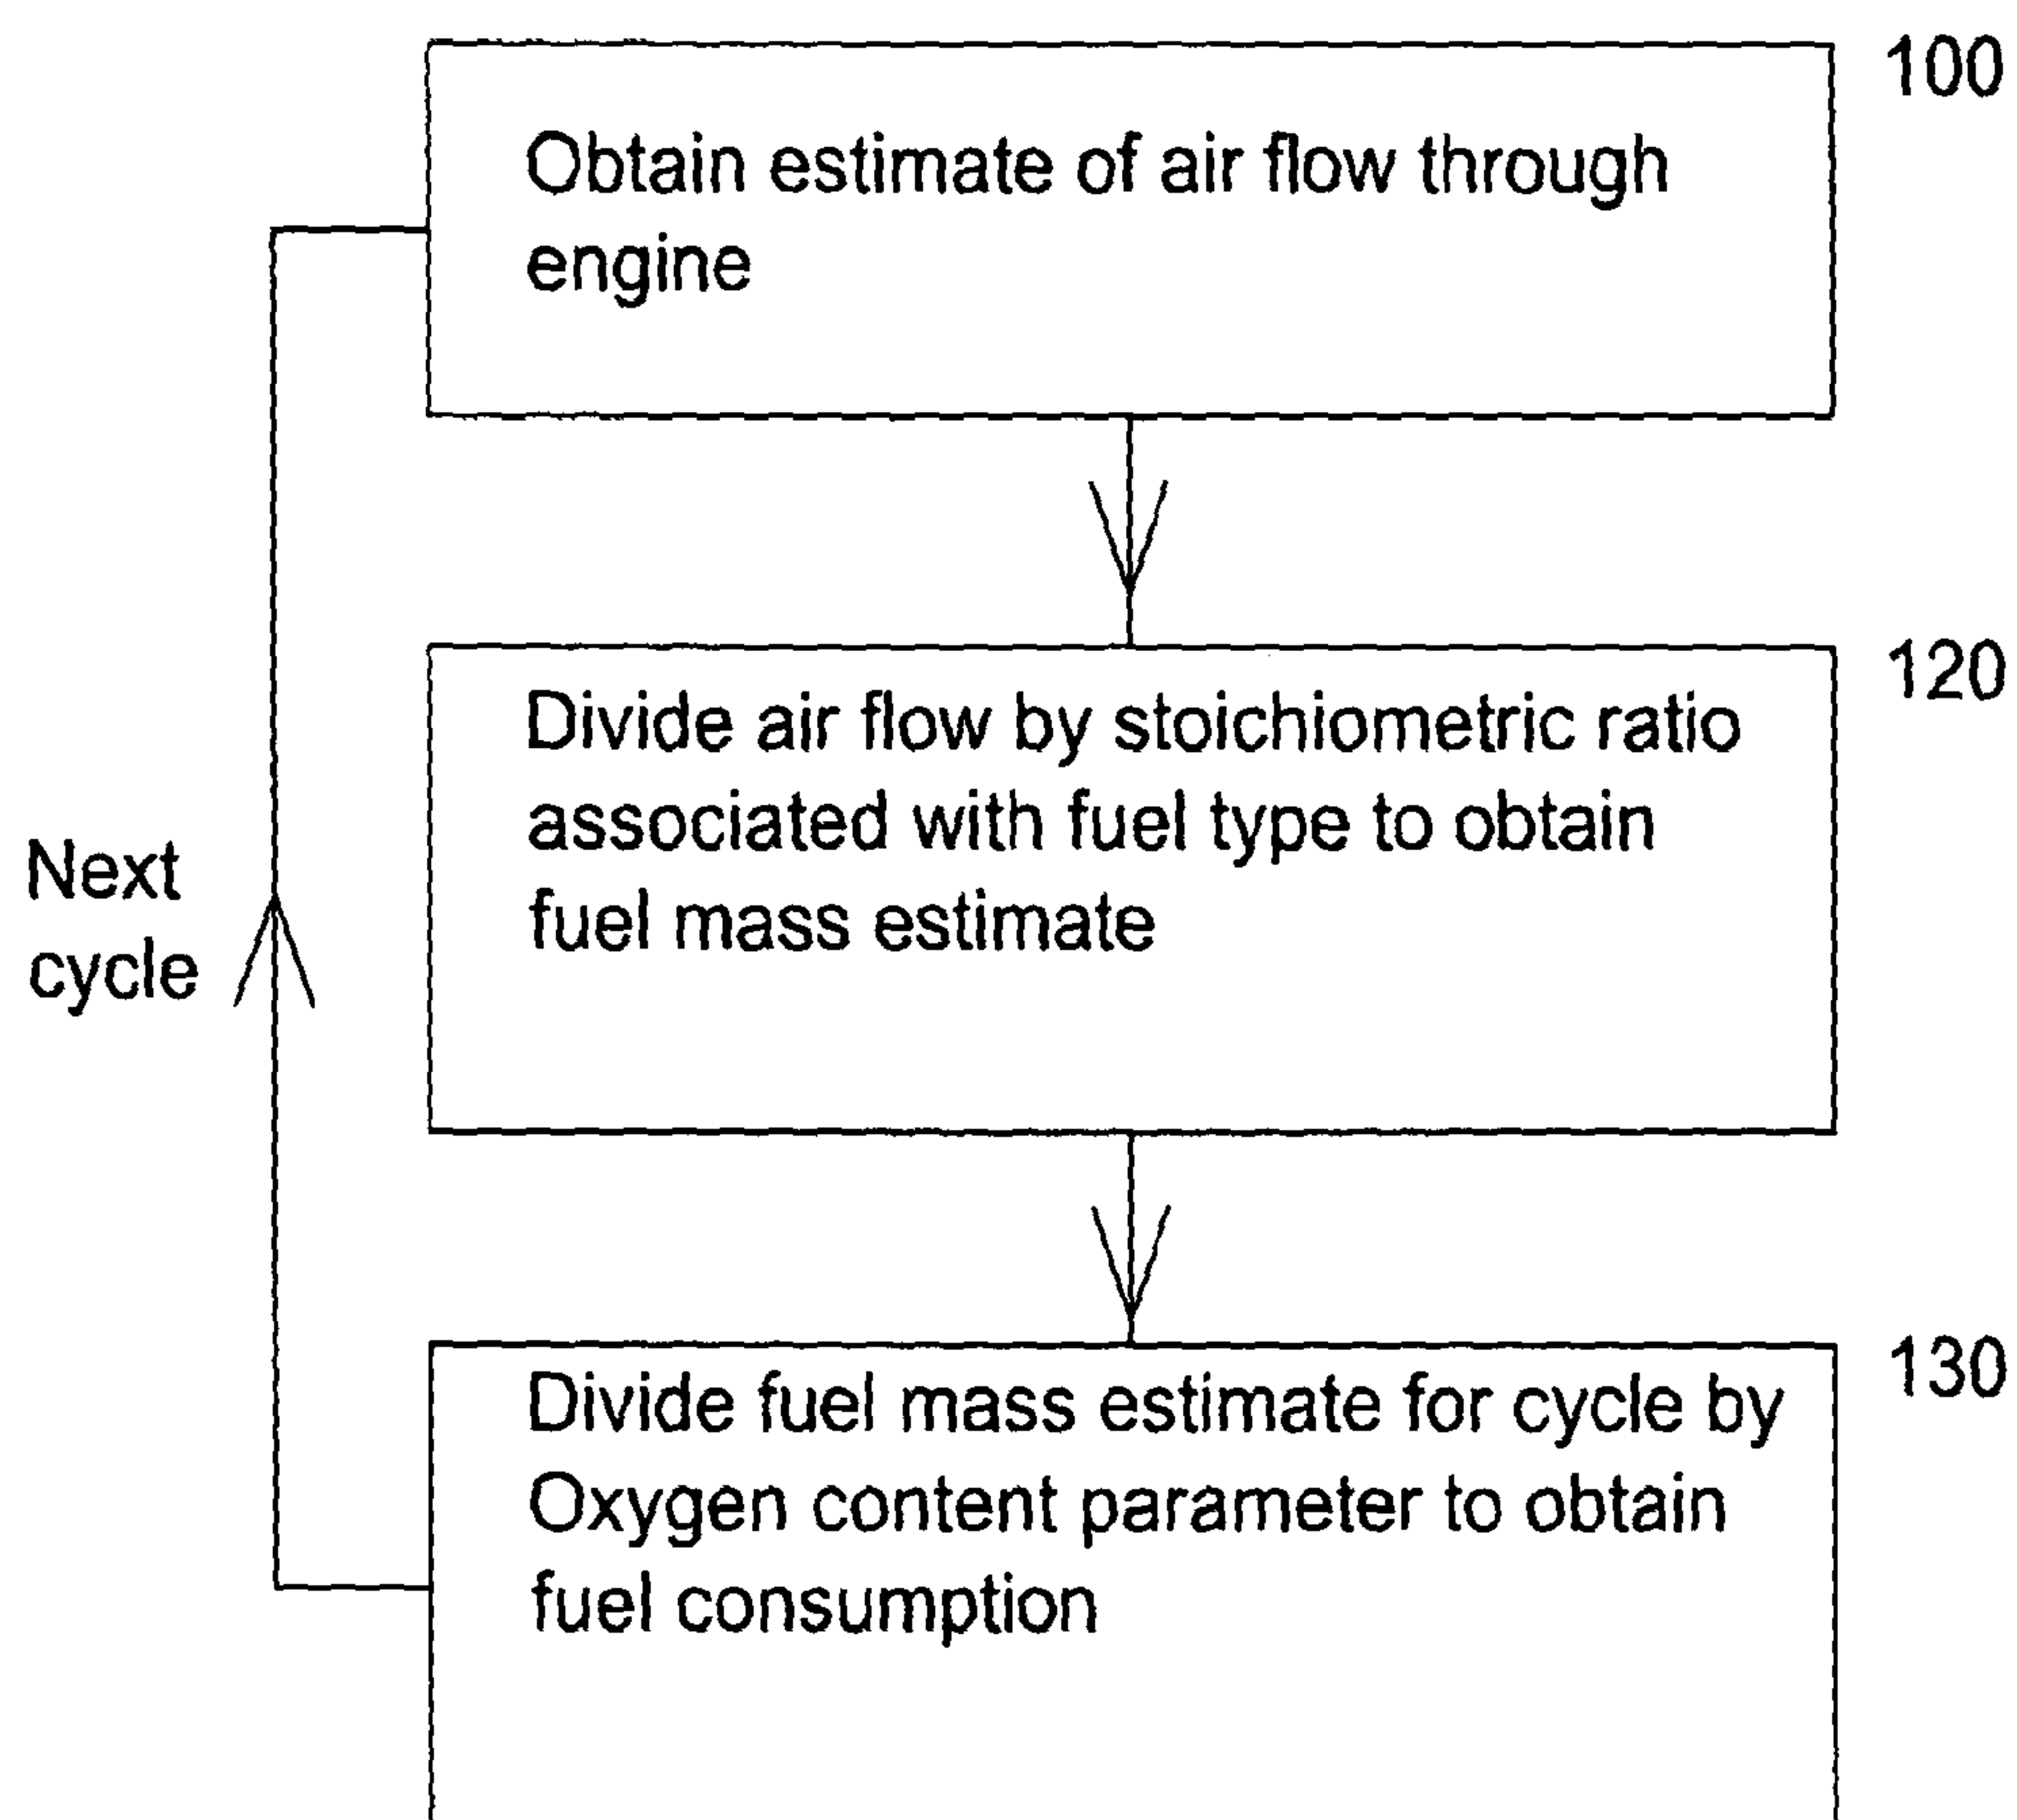 100
Obtain estimate of air flow through
engine
120
Divide air flow by stoichiometric ratio
associated with fuel type to obtain
fuel mass estimate
Next
cycle
130
Divide fuel mass estimate for cycle by
Oxygen content parameter to obtain
fuel consumption